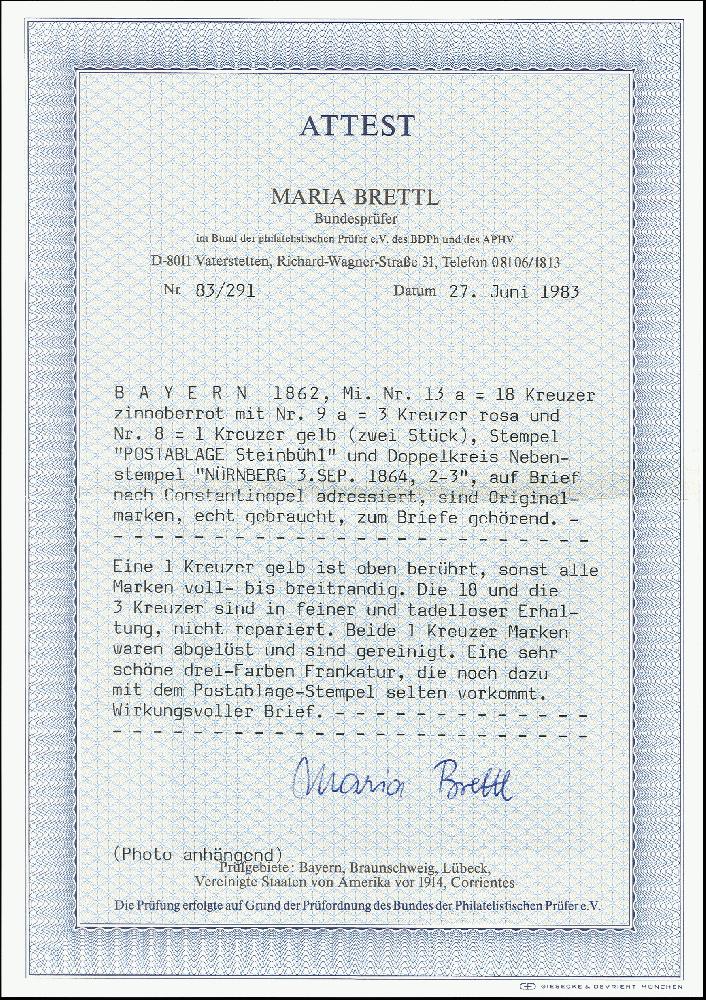 ATTEST
MARIA BRETTL
Bundesprüfer
im Bund der philatelistischen Prüfer e.V. des BDPh und des APHV
D-8011 Vaterstetten, Richard-Wagner-Straße 31, Telefon 08106/1813
Nr. 83/291 Datum 27. Juni 1983
B A Y E R N 1862, Mi. Nr. 13 a = 18 Kreuzer
zinnoberrot mit Nr. 9 a = 3 Kreuzer rosa und
Nr. 8 = 1 Kreuzer gelb (zwei Stück), Stempel
"POSTABLAGE Steinbühl" und Doppelkreis Neben-
stempel "NÜRNBERG 3.SEP. 1864, 2-3", auf Brief
nach Constantinopel adressiert, sind Original-
marken, echt gebraucht, zum Briefe gehörend. -
- - - - - - - - - - - - - - - - - - - - - - - -
Eine 1 Kreuzer gelb ist oben berührt, sonst alle
Marken voll- bis breitrandig. Die 18 und die
3 Kreuzer sind in feiner und tadelloser Erhal-
tung, nicht repariert. Beide 1 Kreuzer Marken
waren abgelöst und sind gereinigt. Eine sehr
schöne drei-Farben Frankatur, die noch dazu
mit dem Postablage-Stempel selten vorkommt.
Wirkungsvoller Brief. - - - - - - - - - - - - -
- - - - - - - - - - - - - - - - - - - - - - - -
Maria Brettl
(Photo anhängend)
Prüfgebiete: Bayern, Braunschweig, Lübeck,
Vereinigte Staaten von Amerika vor 1914, Corrientes
Die Prüfung erfolgte auf Grund der Prüfordnung des Bundes der Philatelistischen Prüfer e.V.
GIESECKE & DEVRIENT MÜNCHEN